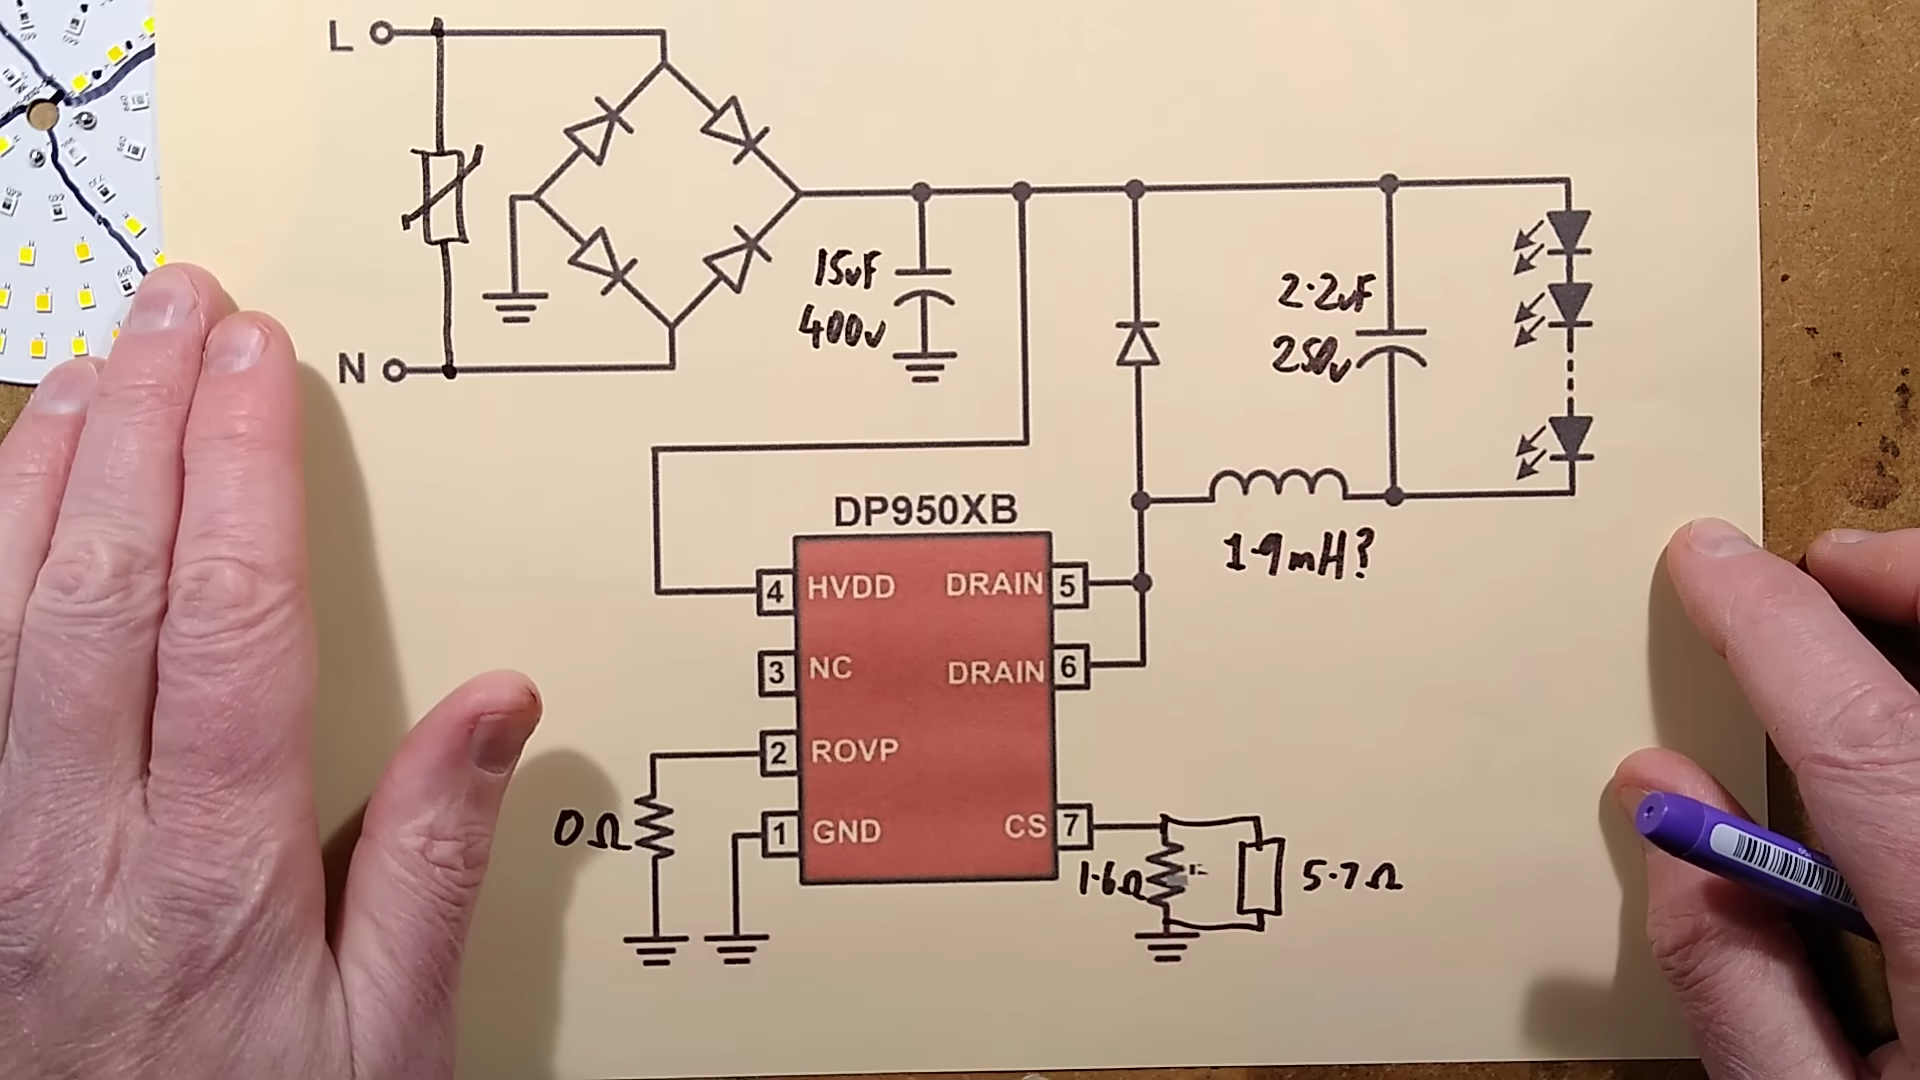 L
N
15uF
400v
2.2uF
250v
1.9mH?
DP950XB
4 HVDD DRAIN 5
3 NC DRAIN 6
2 ROVP
1 GND CS 7
0Ω
1.6Ω
5.7Ω